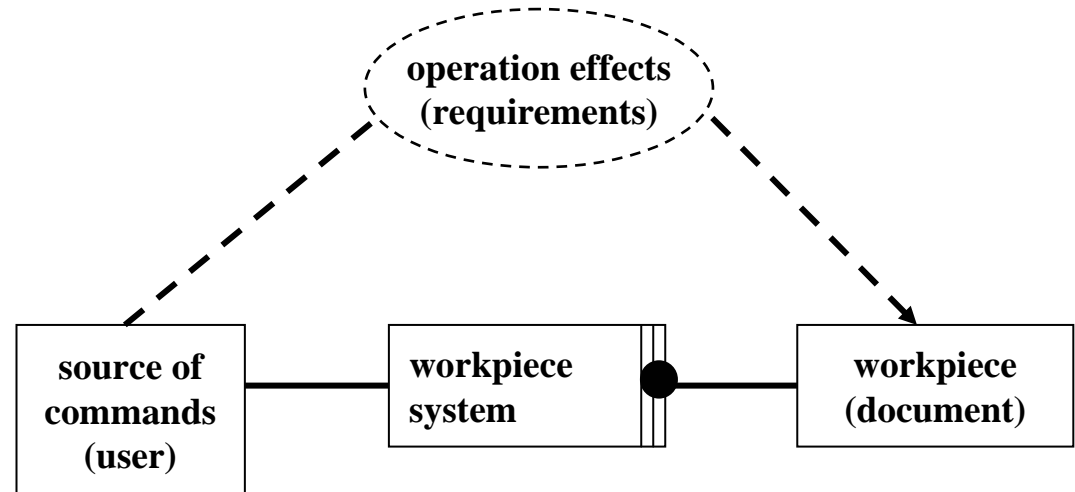 operation effects
(requirements)
source of
commands
(user)
workpiece
system
workpiece
(document)